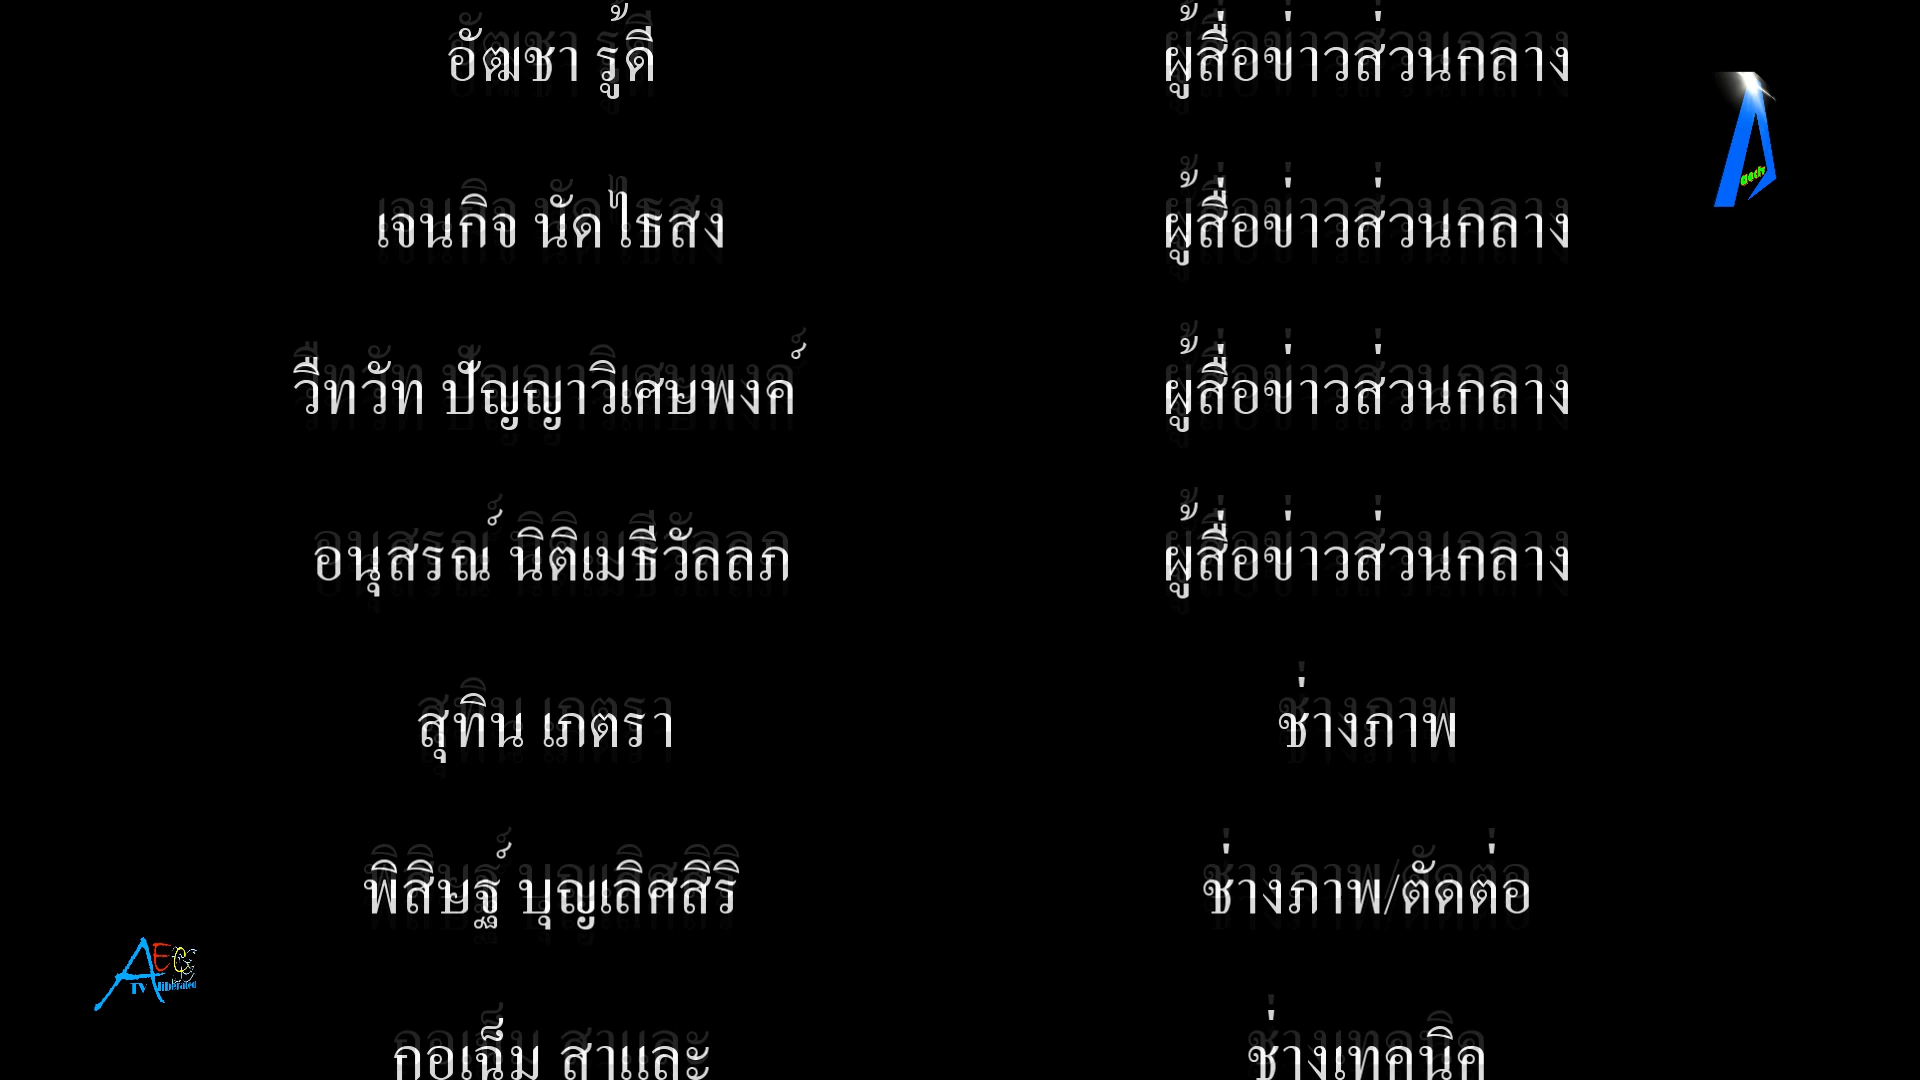 อัฒชา รู้ดี ผู้สื่อข่าวส่วนกลาง
aectv
เจนกิจ นัดไธสง ผู้สื่อข่าวส่วนกลาง
วืทวัท ปัญญาวิเศษพงค์ ผู้สื่อข่าวส่วนกลาง
อนุสรณ์ นิติเมธีวัลลภ ผู้สื่อข่าวส่วนกลาง
สุทิน เภตรา ช่างภาพ
พิสิษฐ์ บุญเลิศสิริ ช่างภาพ/ตัดต่อ
AEC
TV liberated
กอเฉ็ม สาและ ช่างเทคนิค